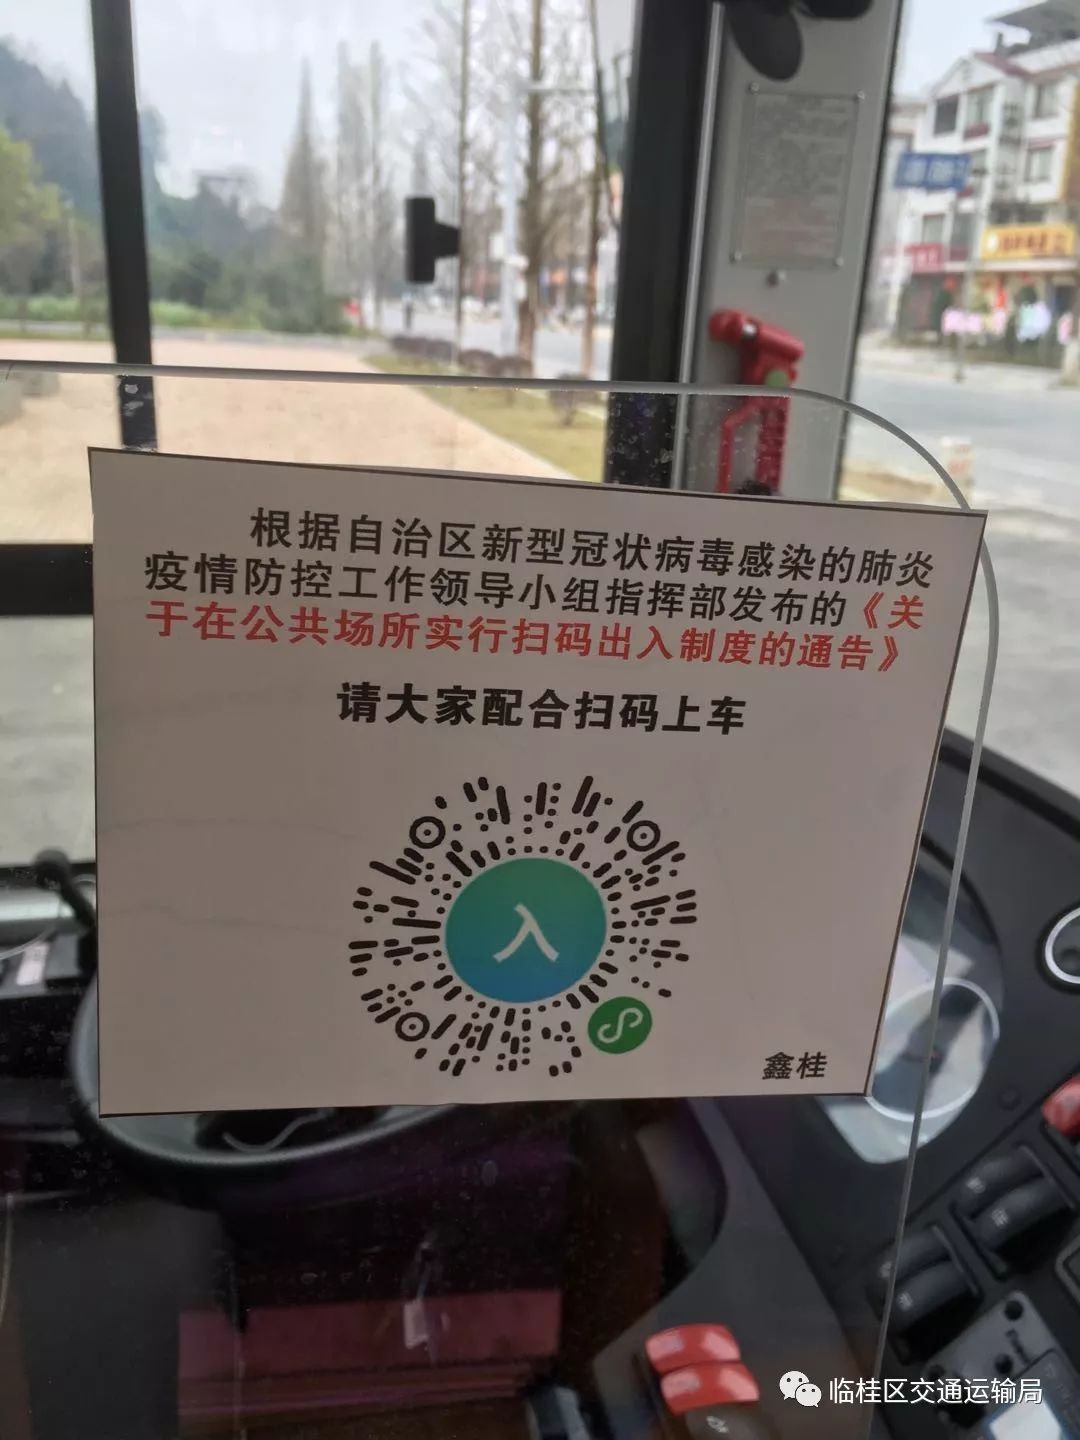 根据自治区新型冠状病毒感染的肺炎
疫情防控工作领导小组指挥部发布的《关
于在公共场所实行扫码出入制度的通告》
请大家配合扫码上车
入
鑫桂
临桂区交通运输局